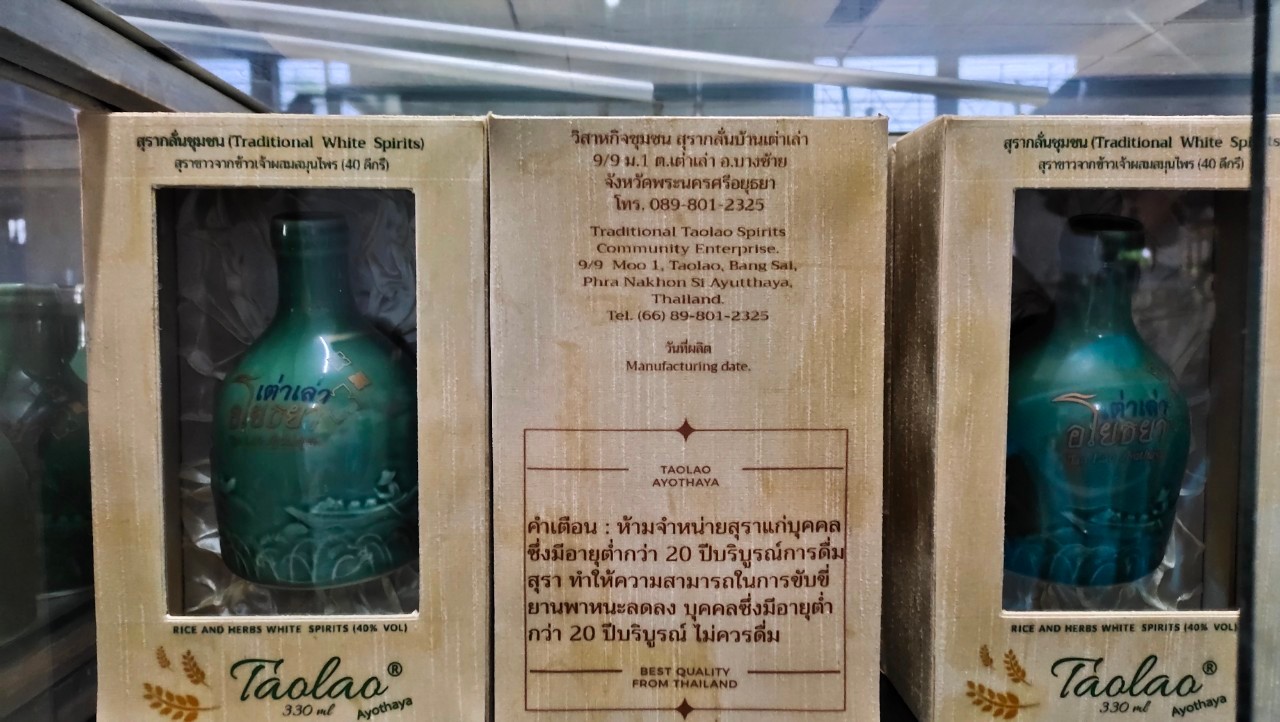 สุรากลั่นชุมชน (Traditional White Spirits)
สุราขาวจากข้าวเจ้าผสมสมุนไพร (40 ดีกรี)
เต่าเล่า
อโยธยา
RICE AND HERBS WHITE SPIRITS (40% VOL)
Taolao®
330 ml
Ayothaya
วิสาหกิจชุมชน สุรากลั่นบ้านเต่าเล่า
9/9 ม.1 ต.เต่าเล่า อ.บางซ้าย
จังหวัดพระนครศรีอยุธยา
โทร. 089-801-2325
Traditional Taolao Spirits
Community Enterprise.
9/9 Moo 1, Taolao, Bang Sai,
Phra Nakhon Si Ayutthaya,
Thailand.
Tel. (66) 89-801-2325
วันที่ผลิต
Manufacturing date.
TAOLAO
AYOTHAYA
คำเตือน : ห้ามจำหน่ายสุราแก่บุคคล
ซึ่งมีอายุต่ำกว่า 20 ปีบริบูรณ์การดื่ม
สุรา ทำให้ความสามารถในการขับขี่
ยานพาหนะลดลง บุคคลซึ่งมีอายุต่ำ
กว่า 20 ปีบริบูรณ์ ไม่ควรดื่ม
BEST QUALITY
FROM THAILAND
สุรากลั่นชุมชน (Traditional White
สุราขาวจากข้าวเจ้าผสมสมุนไพร (40 ดีกรี)
เต่าเล่า
อโยธยา
RICE AND HERBS WHITE SPIRITS (40% VOL)
Taolao®
330 ml
Ayothaya